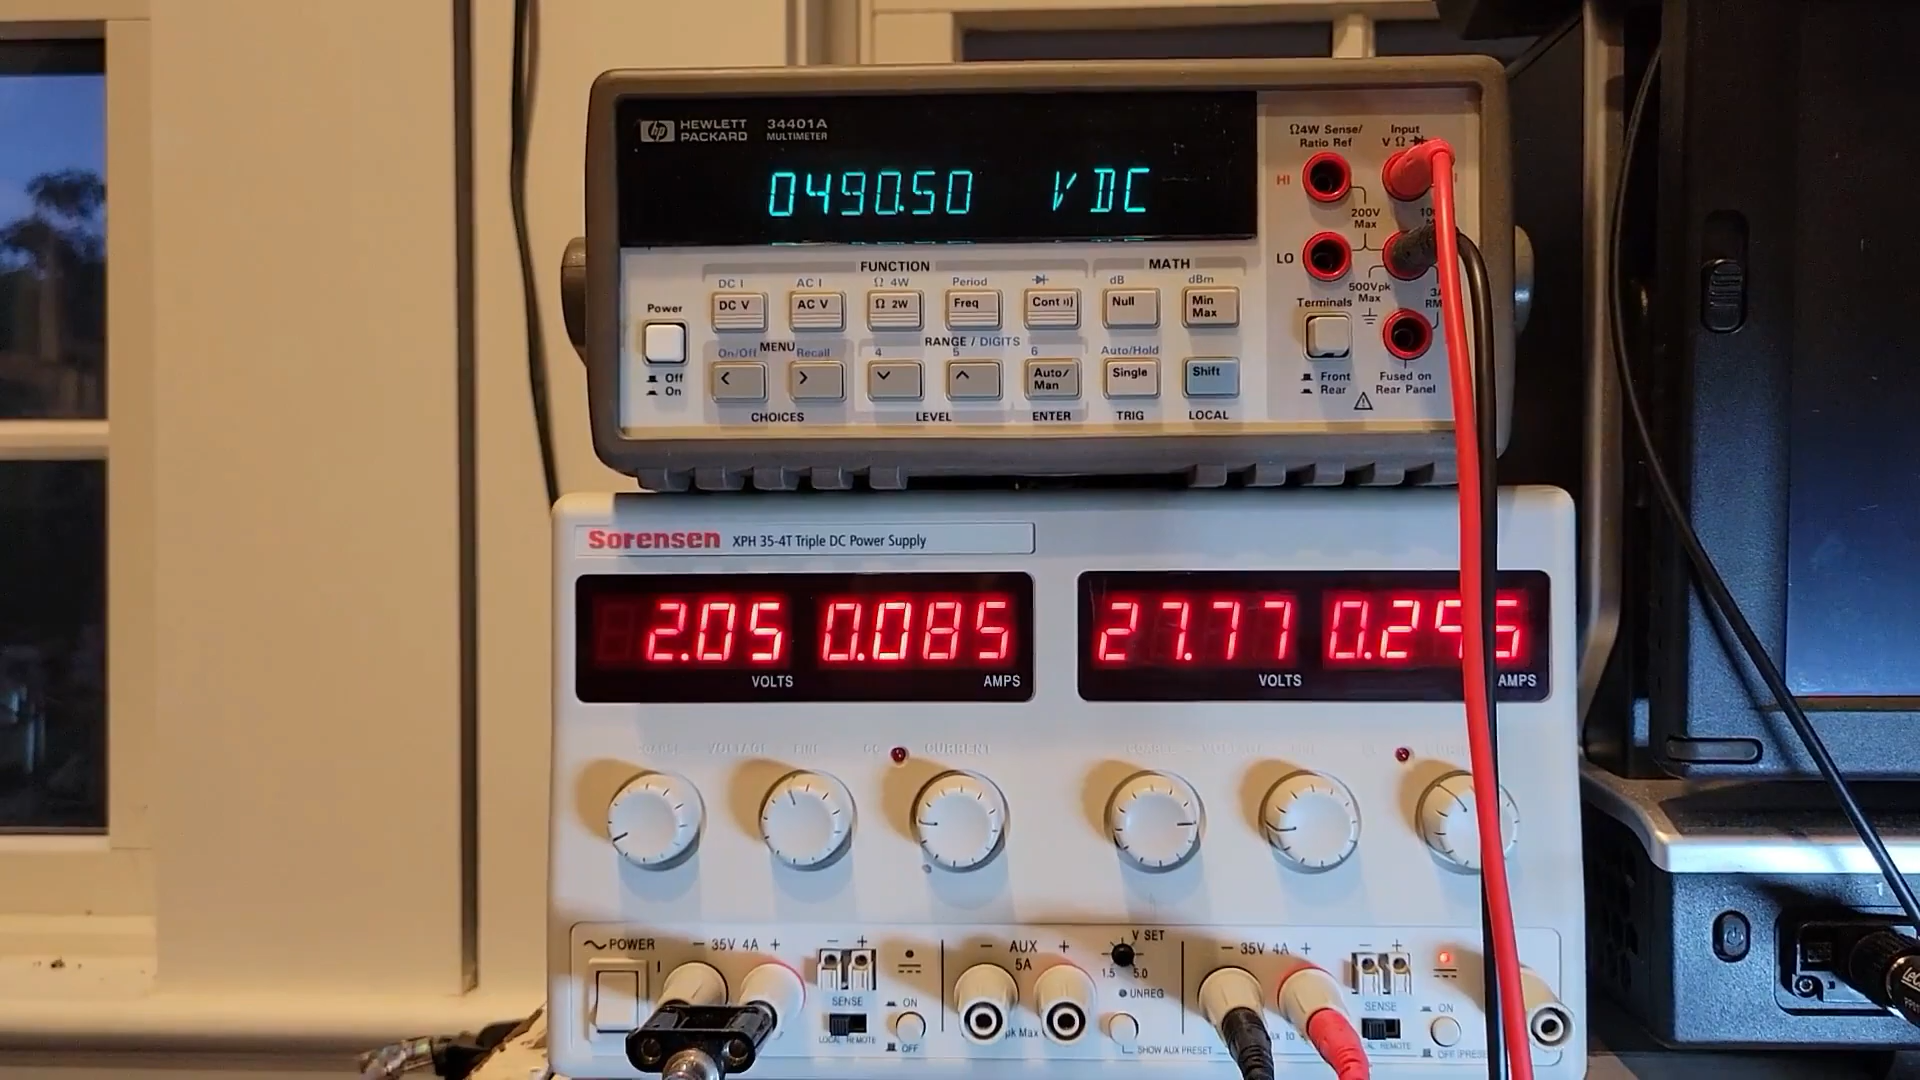 hp HEWLETT PACKARD 34401A MULTIMETER
0490.50 V DC
Ω4W Sense/ Ratio Ref
Input
V Ω
HI
200V Max
LO
500Vpk Max
Terminals
Front
Rear
Fused on Rear Panel
FUNCTION
MATH
DC I AC I Ω 4W Period dB dBm
Power
DC V AC V Ω 2W Freq Cont Null Min Max
Off
On
MENU
RANGE / DIGITS
On/Off Recall 4 5 6 Auto/Hold
< > Auto/ Man Single Shift
CHOICES LEVEL ENTER TRIG LOCAL
Sorensen XPH 35-4T Triple DC Power Supply
2.05 0.085
VOLTS AMPS
27.77
VOLTS AMPS
VOLTAGE CURRENT
POWER
I
− 35V 4A +
− +
SENSE
LOCAL REMOTE
ON
OFF
− AUX +
5A
V SET
1.5 5.0
UNREG
SHOW AUX PRESET
− 35V 4A +
− +
SENSE
REMOTE
ON
OFF